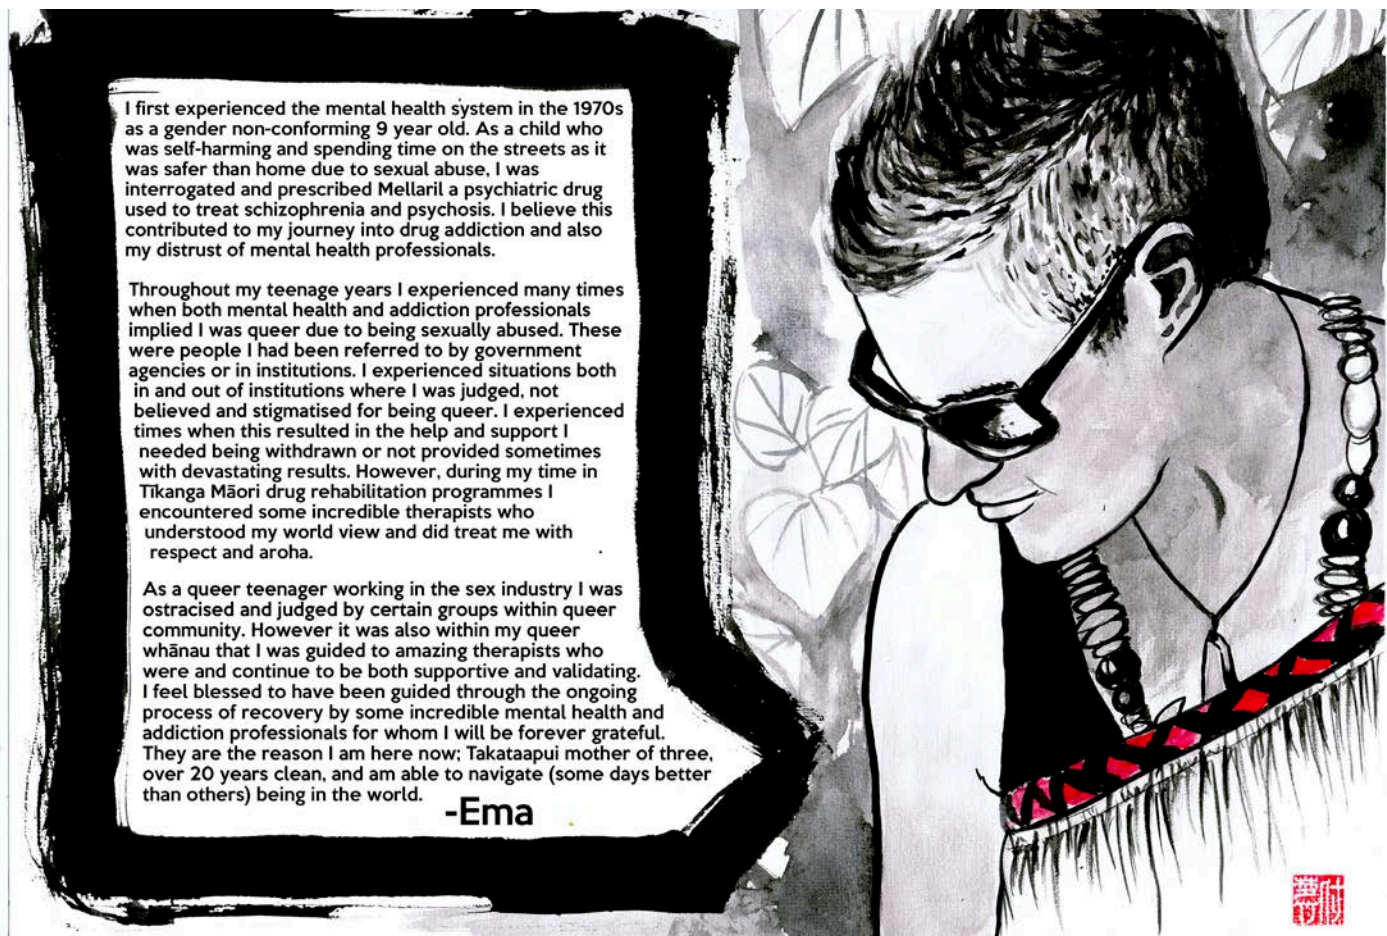 I first experienced the mental health system in the 1970s
as a gender non-conforming 9 year old. As a child who
was self-harming and spending time on the streets as it
was safer than home due to sexual abuse, I was
interrogated and prescribed Mellaril a psychiatric drug
used to treat schizophrenia and psychosis. I believe this
contributed to my journey into drug addiction and also
my distrust of mental health professionals.
Throughout my teenage years I experienced many times
when both mental health and addiction professionals
implied I was queer due to being sexually abused. These
were people I had been referred to by government
agencies or in institutions. I experienced situations both
in and out of institutions where I was judged, not
believed and stigmatised for being queer. I experienced
times when this resulted in the help and support I
needed being withdrawn or not provided sometimes
with devastating results. However, during my time in
Tīkanga Māori drug rehabilitation programmes I
encountered some incredible therapists who
understood my world view and did treat me with
respect and aroha.
As a queer teenager working in the sex industry I was
ostracised and judged by certain groups within queer
community. However it was also within my queer
whānau that I was guided to amazing therapists who
were and continue to be both supportive and validating.
I feel blessed to have been guided through the ongoing
process of recovery by some incredible mental health and
addiction professionals for whom I will be forever grateful.
They are the reason I am here now; Takataapui mother of three,
over 20 years clean, and am able to navigate (some days better
than others) being in the world.
-Ema